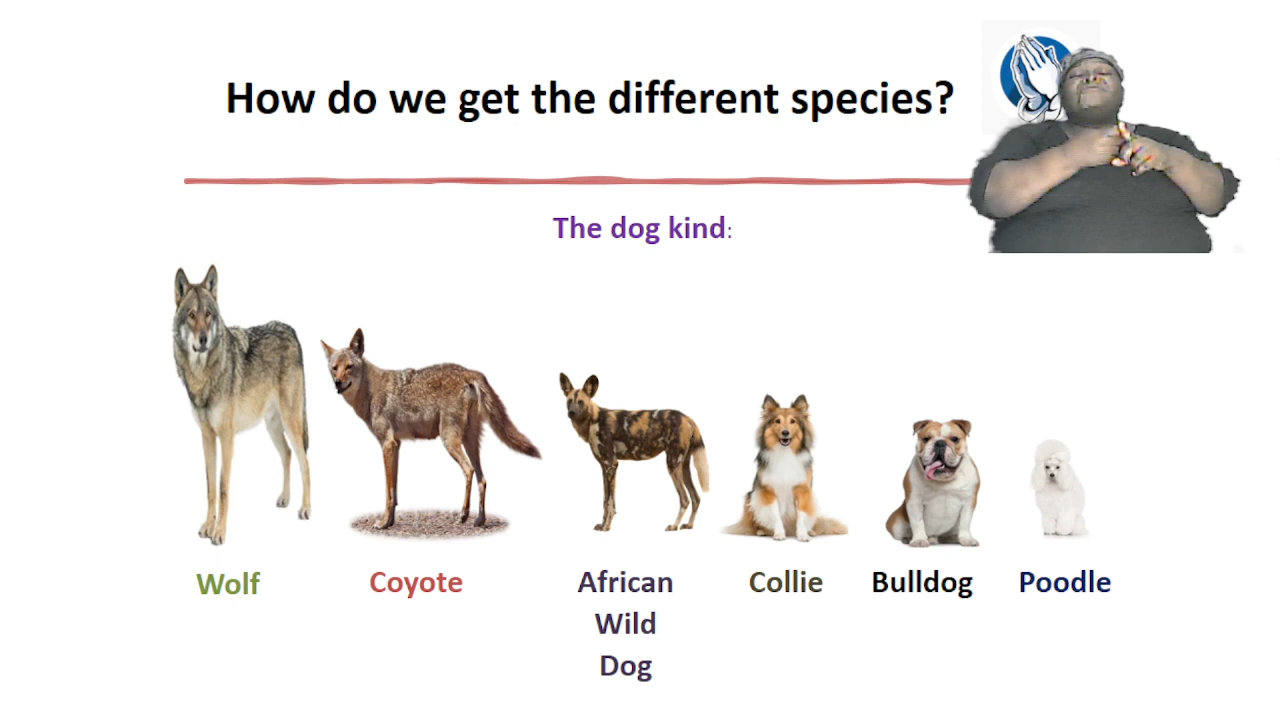 How do we get the different species?
The dog kind:
Wolf
Coyote
African
Wild
Dog
Collie
Bulldog
Poodle